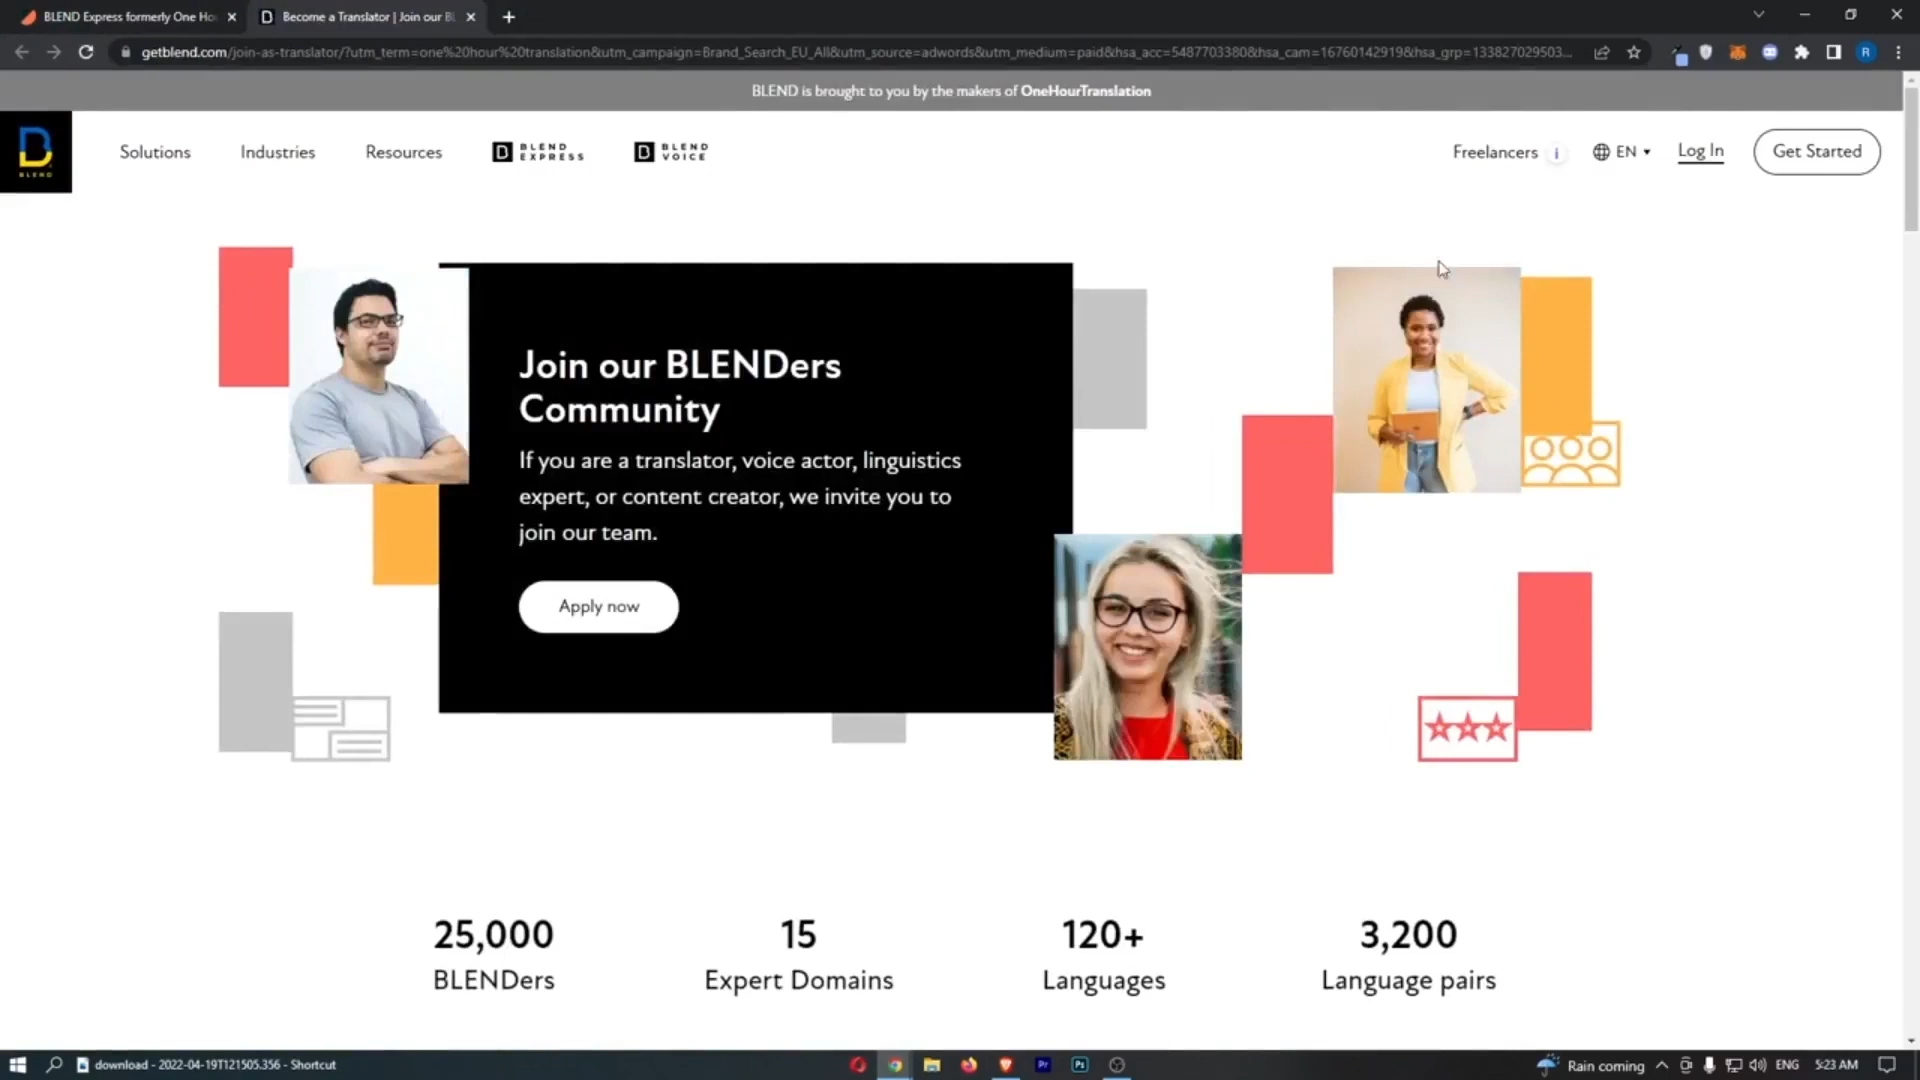 BLEND Express formerly One Ho
Become a Translator | Join our BL
getblend.com/join-as-translator/?utm_term=one%20hour%20translation&utm_campaign=Brand_Search_EU_All&utm_source=adwords&utm_medium=paid&hsa_acc=5487703380&hsa_cam=16760142919&hsa_grp=133827029503...
R
BLEND is brought to you by the makers of OneHourTranslation
BLEND
Solutions
Industries
Resources
BLEND EXPRESS
BLEND VOICE
Freelancers i
EN
Log In
Get Started
Join our BLENDers
Community
If you are a translator, voice actor, linguistics
expert, or content creator, we invite you to
join our team.
Apply now
25,000
BLENDers
15
Expert Domains
120+
Languages
3,200
Language pairs
download - 2022-04-19T121505.356 - Shortcut
Pr
Ps
Rain coming
ENG
5:23 AM